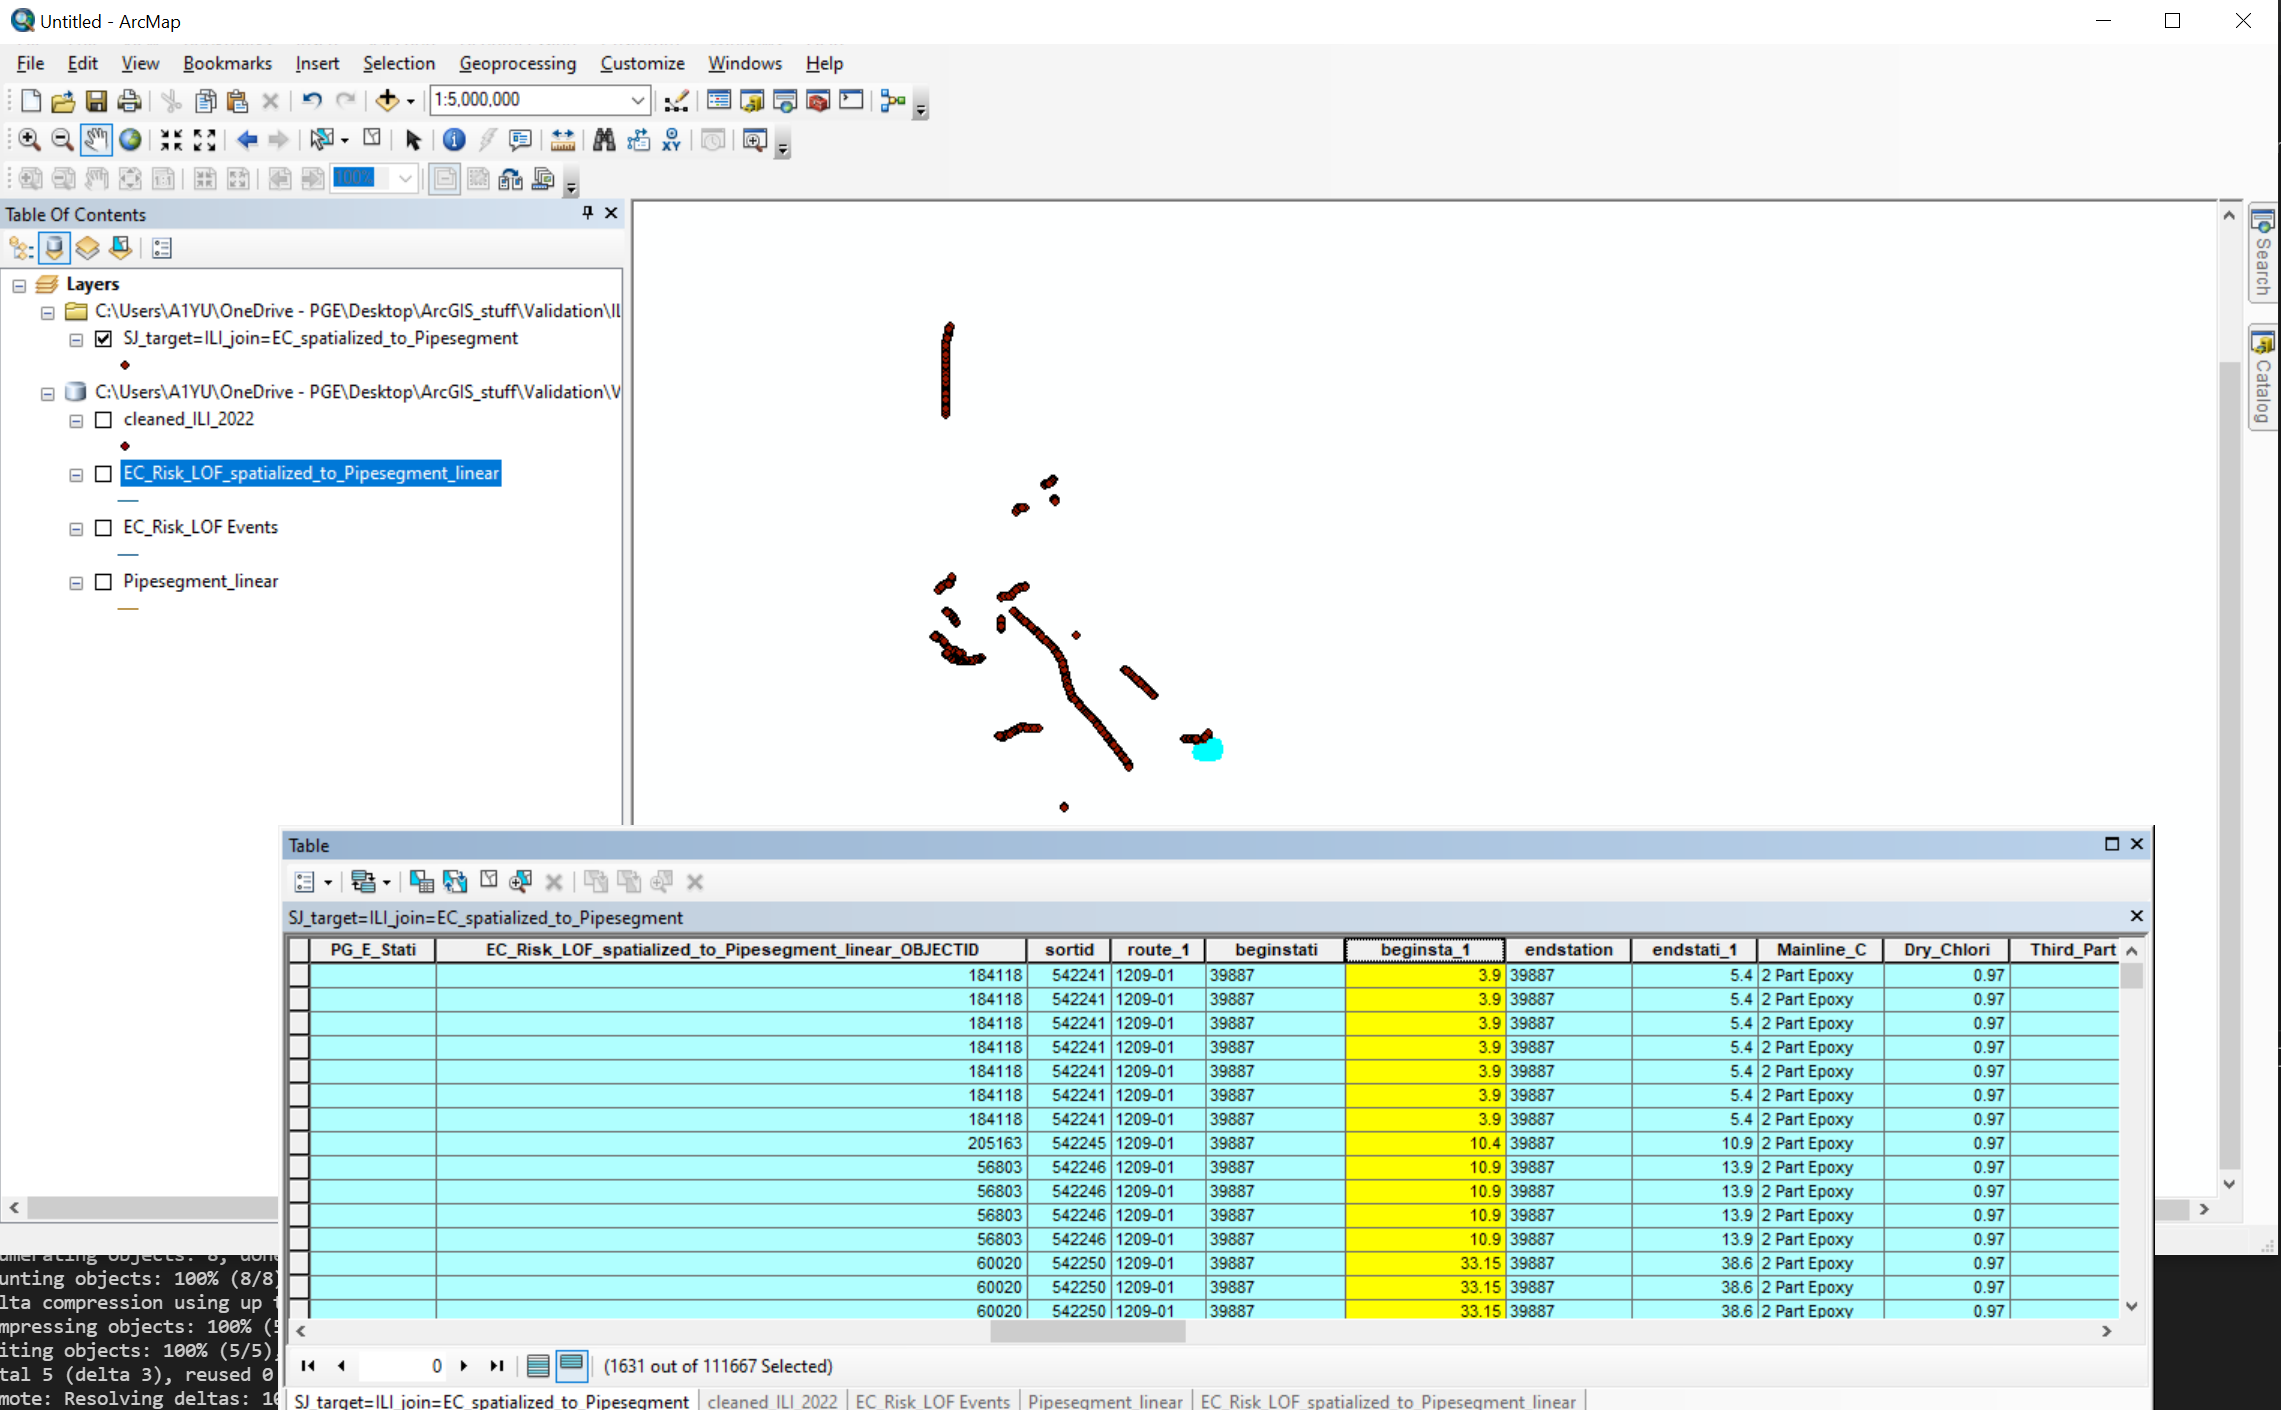 Untitled - ArcMap
File Edit View Bookmarks Insert Selection Geoprocessing Customize Windows Help
1:5,000,000
XY
1:1
100%
Table Of Contents
Layers
C:\Users\A1YU\OneDrive - PGE\Desktop\ArcGIS_stuff\Validation\IL
SJ_target=ILI_join=EC_spatialized_to_Pipesegment
C:\Users\A1YU\OneDrive - PGE\Desktop\ArcGIS_stuff\Validation\V
cleaned_ILI_2022
EC_Risk_LOF_spatialized_to_Pipesegment_linear
EC_Risk_LOF Events
Pipesegment_linear
Search
Catalog
Table
SJ_target=ILI_join=EC_spatialized_to_Pipesegment
PG_E_Stati EC_Risk_LOF_spatialized_to_Pipesegment_linear_OBJECTID sortid route_1 beginstati beginsta_1 endstation endstati_1 Mainline_C Dry_Chlori Third_Part
184118 542241 1209-01 39887 3.9 39887 5.4 2 Part Epoxy 0.97
184118 542241 1209-01 39887 3.9 39887 5.4 2 Part Epoxy 0.97
184118 542241 1209-01 39887 3.9 39887 5.4 2 Part Epoxy 0.97
184118 542241 1209-01 39887 3.9 39887 5.4 2 Part Epoxy 0.97
184118 542241 1209-01 39887 3.9 39887 5.4 2 Part Epoxy 0.97
184118 542241 1209-01 39887 3.9 39887 5.4 2 Part Epoxy 0.97
184118 542241 1209-01 39887 3.9 39887 5.4 2 Part Epoxy 0.97
205163 542245 1209-01 39887 10.4 39887 10.9 2 Part Epoxy 0.97
56803 542246 1209-01 39887 10.9 39887 13.9 2 Part Epoxy 0.97
56803 542246 1209-01 39887 10.9 39887 13.9 2 Part Epoxy 0.97
56803 542246 1209-01 39887 10.9 39887 13.9 2 Part Epoxy 0.97
56803 542246 1209-01 39887 10.9 39887 13.9 2 Part Epoxy 0.97
60020 542250 1209-01 39887 33.15 39887 38.6 2 Part Epoxy 0.97
60020 542250 1209-01 39887 33.15 39887 38.6 2 Part Epoxy 0.97
60020 542250 1209-01 39887 33.15 39887 38.6 2 Part Epoxy 0.97
0 (1631 out of 111667 Selected)
SJ_target=ILI_join=EC_spatialized_to_Pipesegment cleaned_ILI_2022 EC_Risk_LOF Events Pipesegment_linear EC_Risk_LOF_spatialized_to_Pipesegment_linear
umerating objects: 8, don
unting objects: 100% (8/8)
lta compression using up t
mpressing objects: 100% (5
iting objects: 100% (5/5),
tal 5 (delta 3), reused 0
mote: Resolving deltas: 10